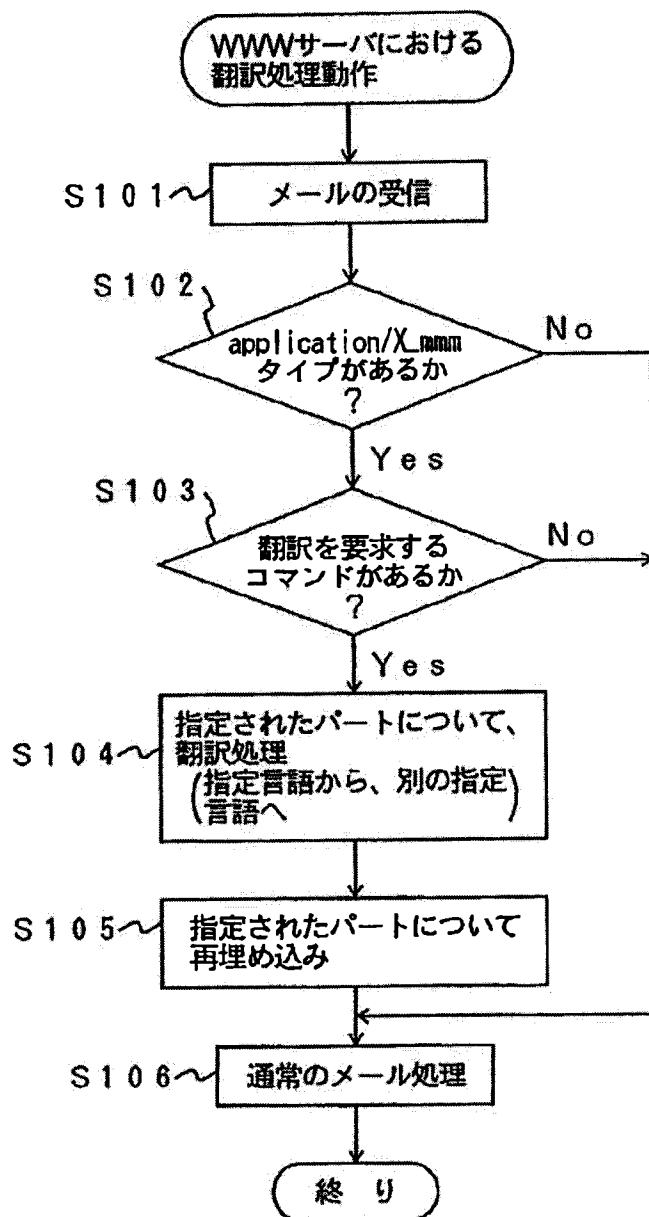 WWWサーバにおける
翻訳処理動作
S101
メールの受信
S102
application/X_mmm
タイプがあるか
?
No
Yes
S103
翻訳を要求する
コマンドがあるか
?
No
Yes
S104
指定されたパートについて、
翻訳処理
(指定言語から、別の指定
言語へ)
S105
指定されたパートについて
再埋め込み
S106
通常のメール処理
終り